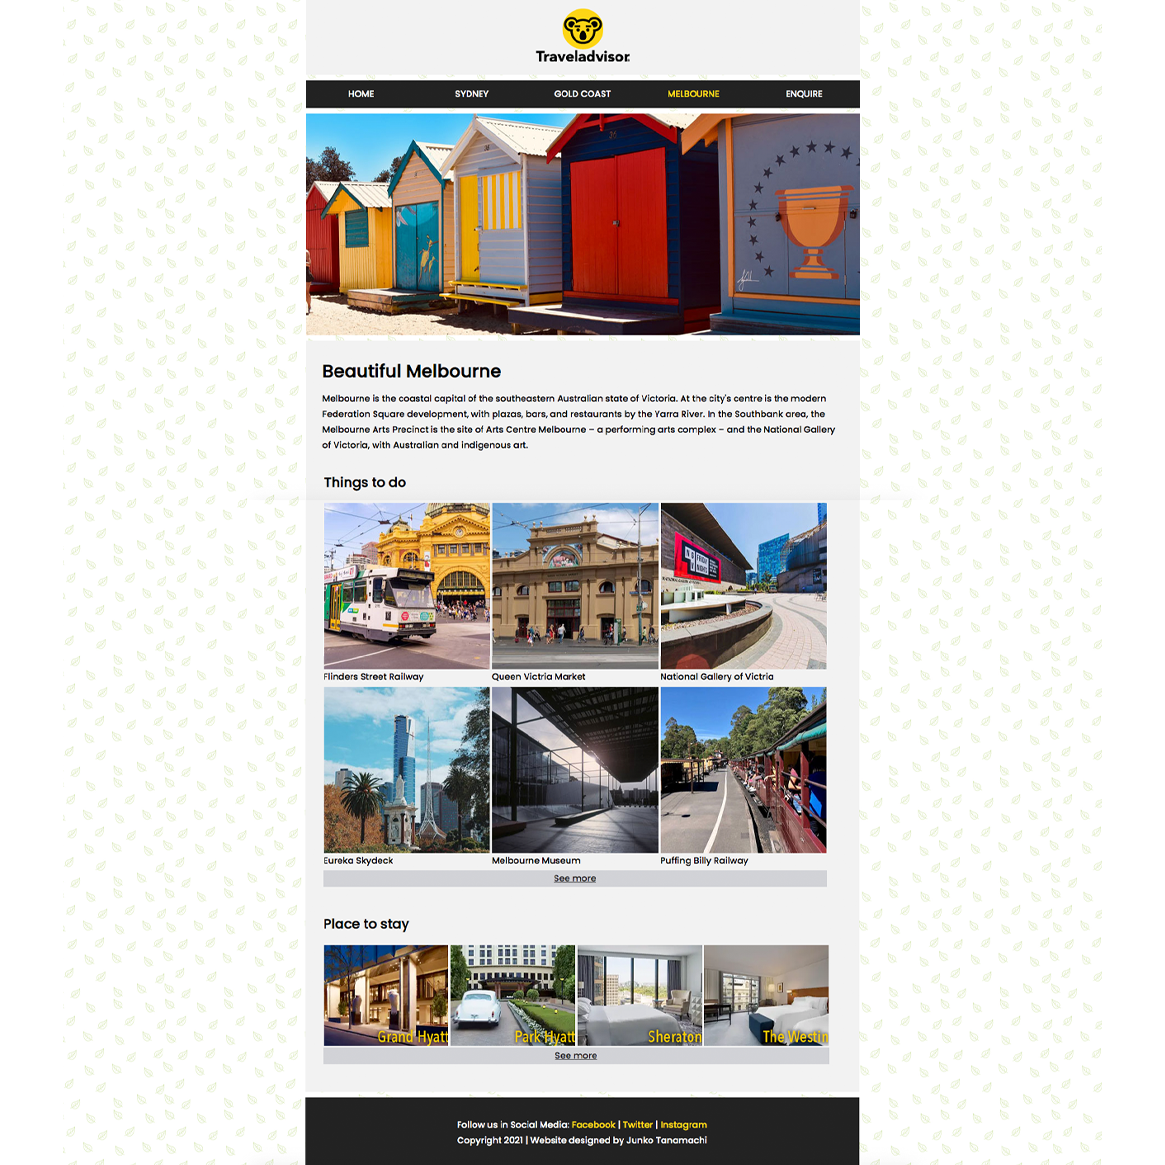 Traveladvisor
HOME SYDNEY GOLD COAST MELBOURNE ENQUIRE
Beautiful Melbourne
Melbourne is the coastal capital of the southeastern Australian state of Victoria. At the city's centre is the modern
Federation Square development, with plazas, bars, and restaurants by the Yarra River. In the Southbank area, the
Melbourne Arts Precinct is the site of Arts Centre Melbourne – a performing arts complex – and the National Gallery
of Victoria, with Australian and indigenous art.
Things to do
Flinders Street Railway
Queen Victria Market
National Gallery of Victria
Eureka Skydeck
Melbourne Museum
Puffing Billy Railway
See more
Place to stay
Grand Hyatt
Park Hyatt
Sheraton
The Westin
See more
Follow us in Social Media: Facebook | Twitter | Instagram
Copyright 2021 | Website designed by Junko Tanamachi